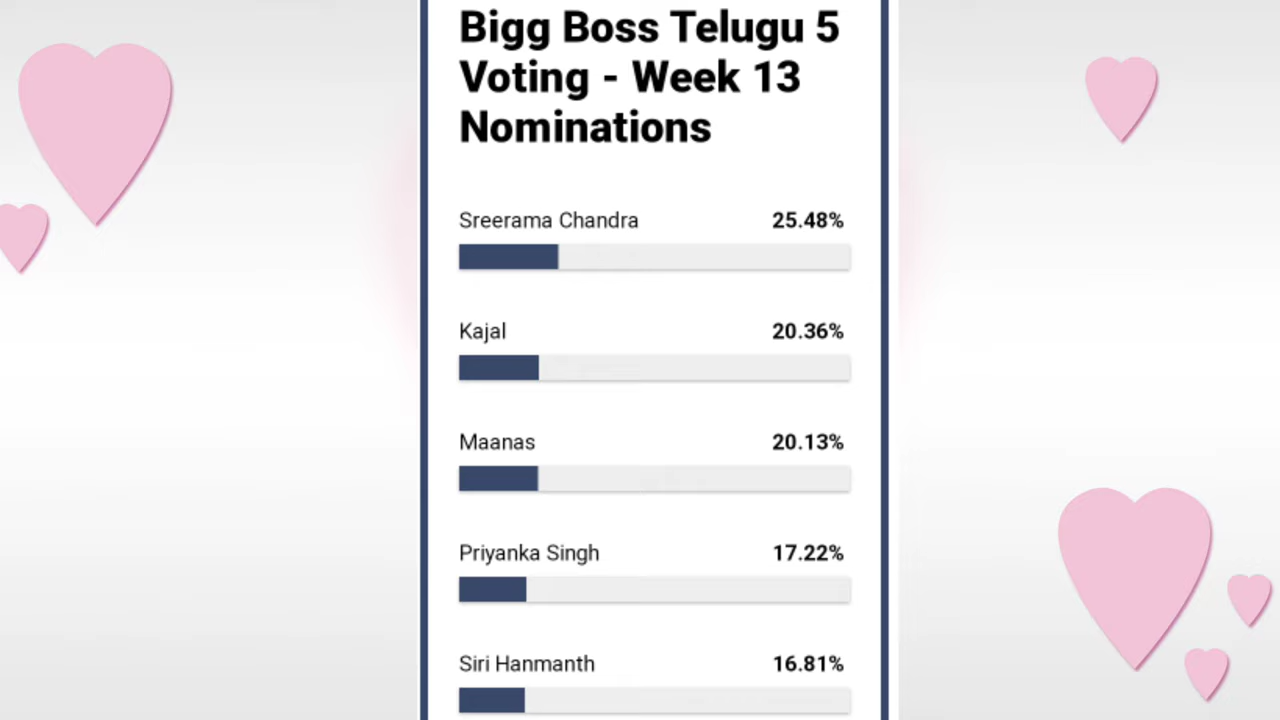 Bigg Boss Telugu 5
Voting - Week 13
Nominations
Sreerama Chandra 25.48%
Kajal 20.36%
Maanas 20.13%
Priyanka Singh 17.22%
Siri Hanmanth 16.81%